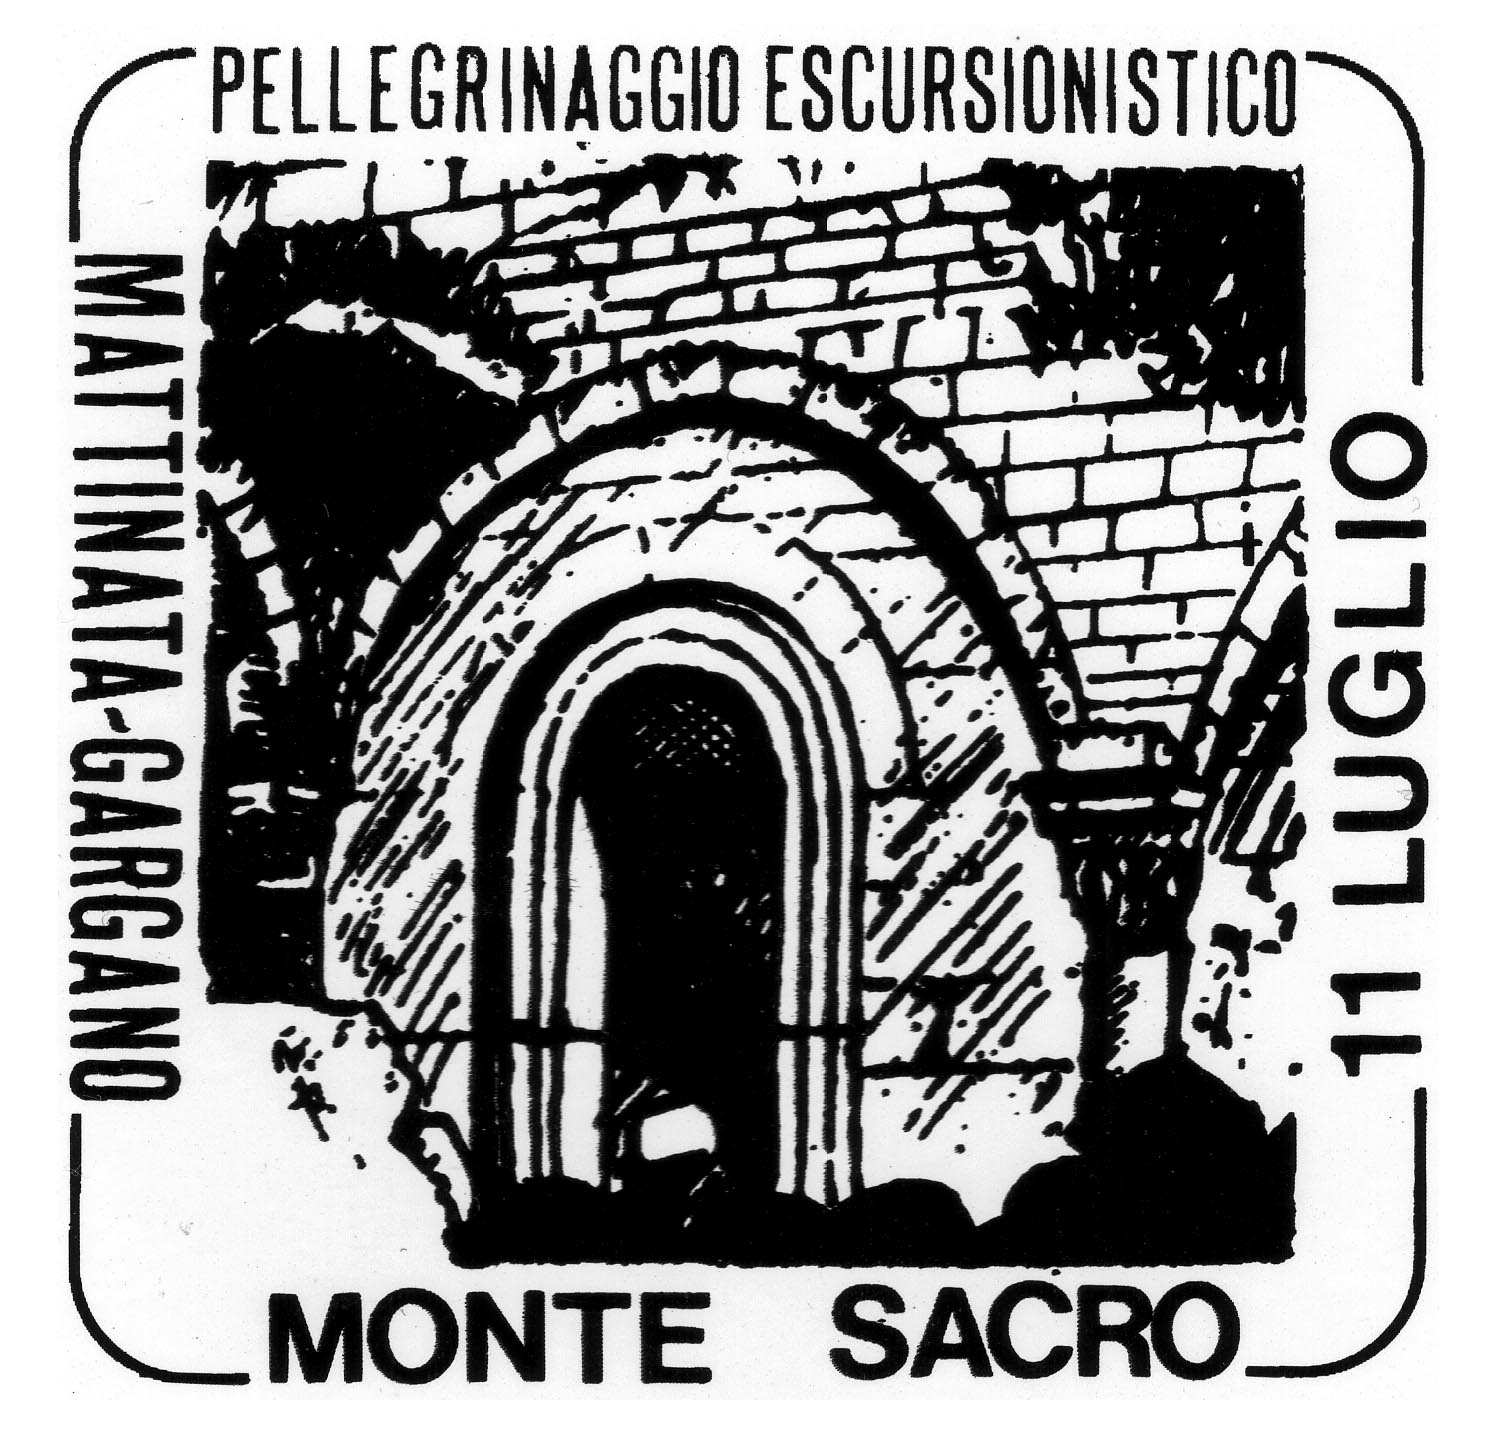 PELLEGRINAGGIO ESCURSIONISTICO
MATTINATA-GARGANO
11 LUGLIO
MONTE SACRO